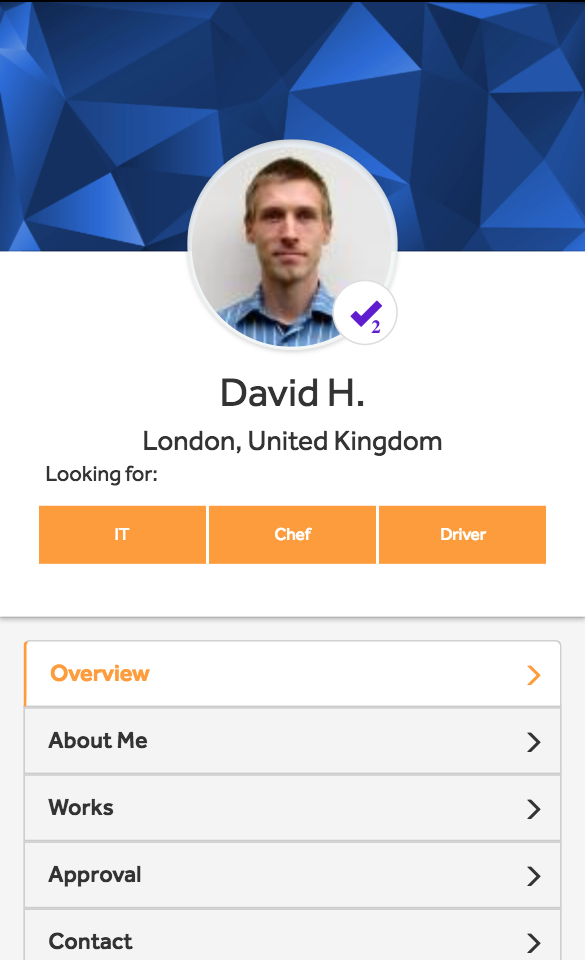 2
David H.
London, United Kingdom
Looking for:
IT Chef Driver
Overview
About Me
Works
Approval
Contact